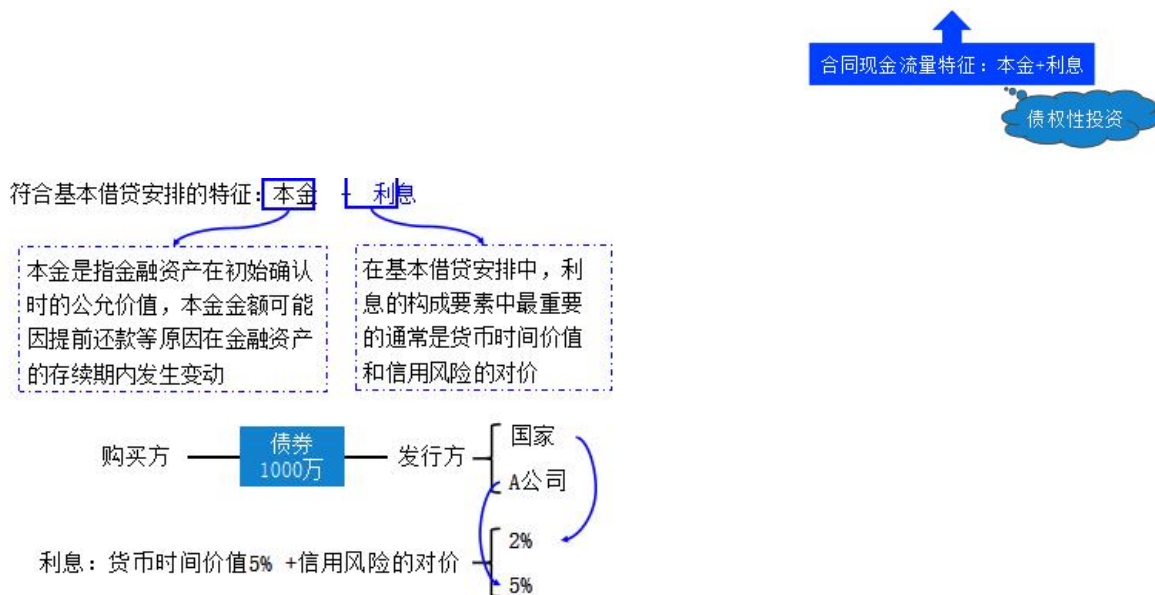 合同现金流量特征：本金+利息
债权性投资
符合基本借贷安排的特征：本金 + 利息
本金是指金融资产在初始确认
时的公允价值，本金金额可能
因提前还款等原因在金融资产
的存续期内发生变动
在基本借贷安排中，利
息的构成要素中最重要
的通常是货币时间价值
和信用风险的对价
购买方
债券
1000万
发行方
国家
A公司
利息：货币时间价值5% +信用风险的对价
2%
5%